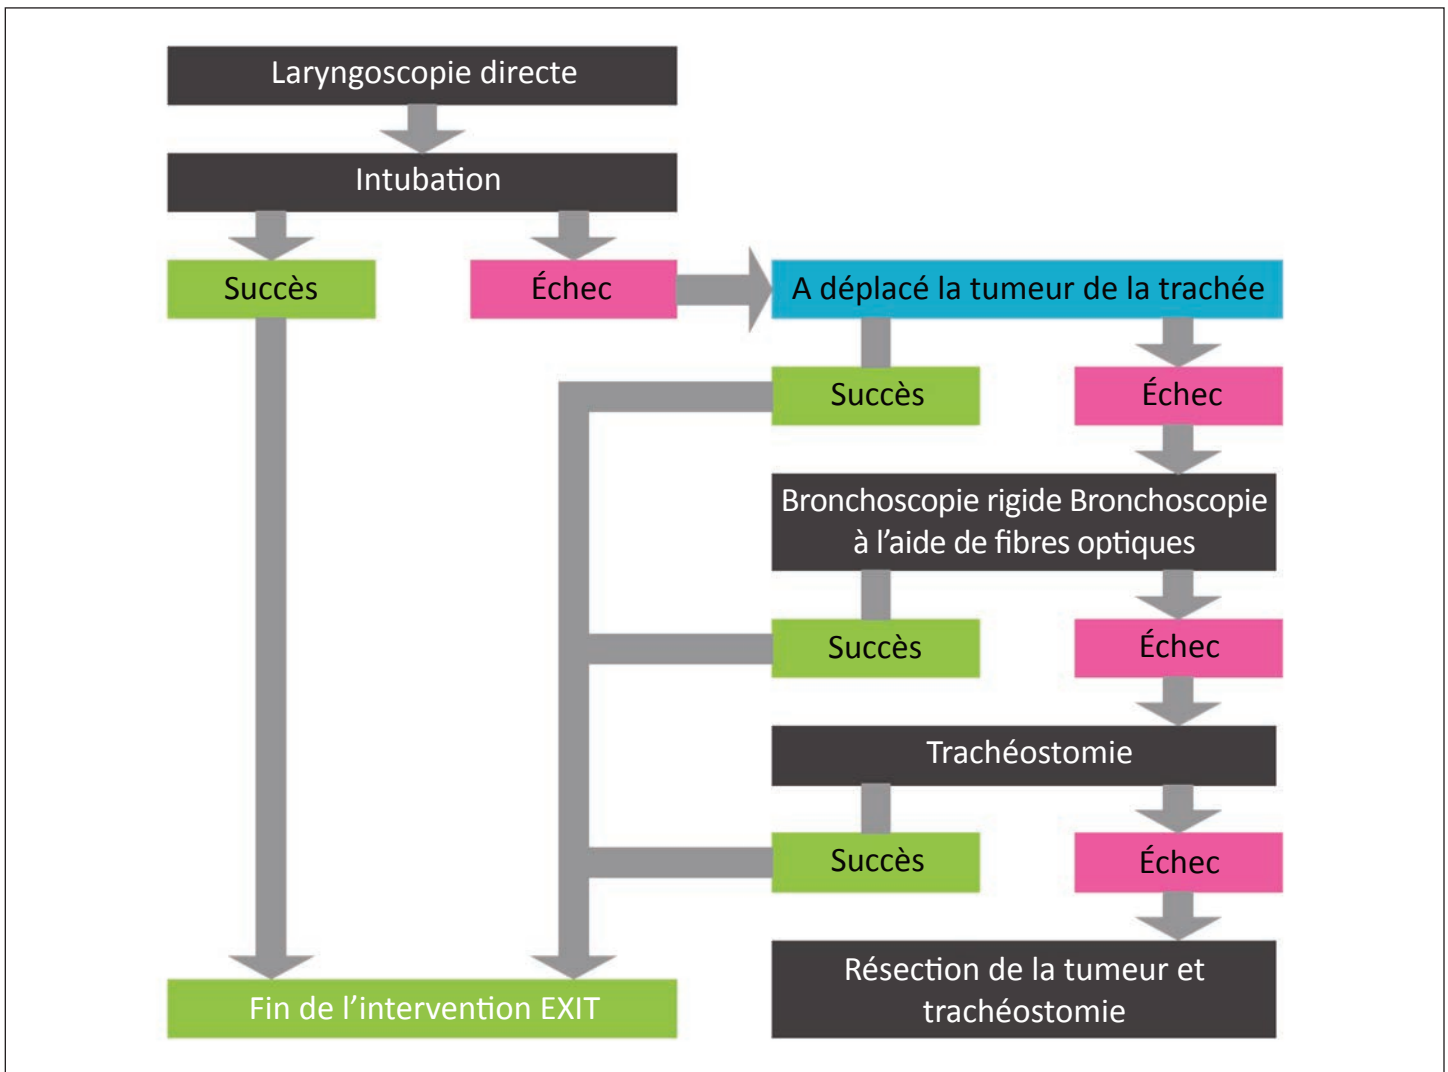 Laryngoscopie directe
Intubation
Succès
Échec
A déplacé la tumeur de la trachée
Succès
Échec
Bronchoscopie rigide Bronchoscopie
à l’aide de fibres optiques
Succès
Échec
Trachéostomie
Succès
Échec
Résection de la tumeur et
trachéostomie
Fin de l’intervention EXIT